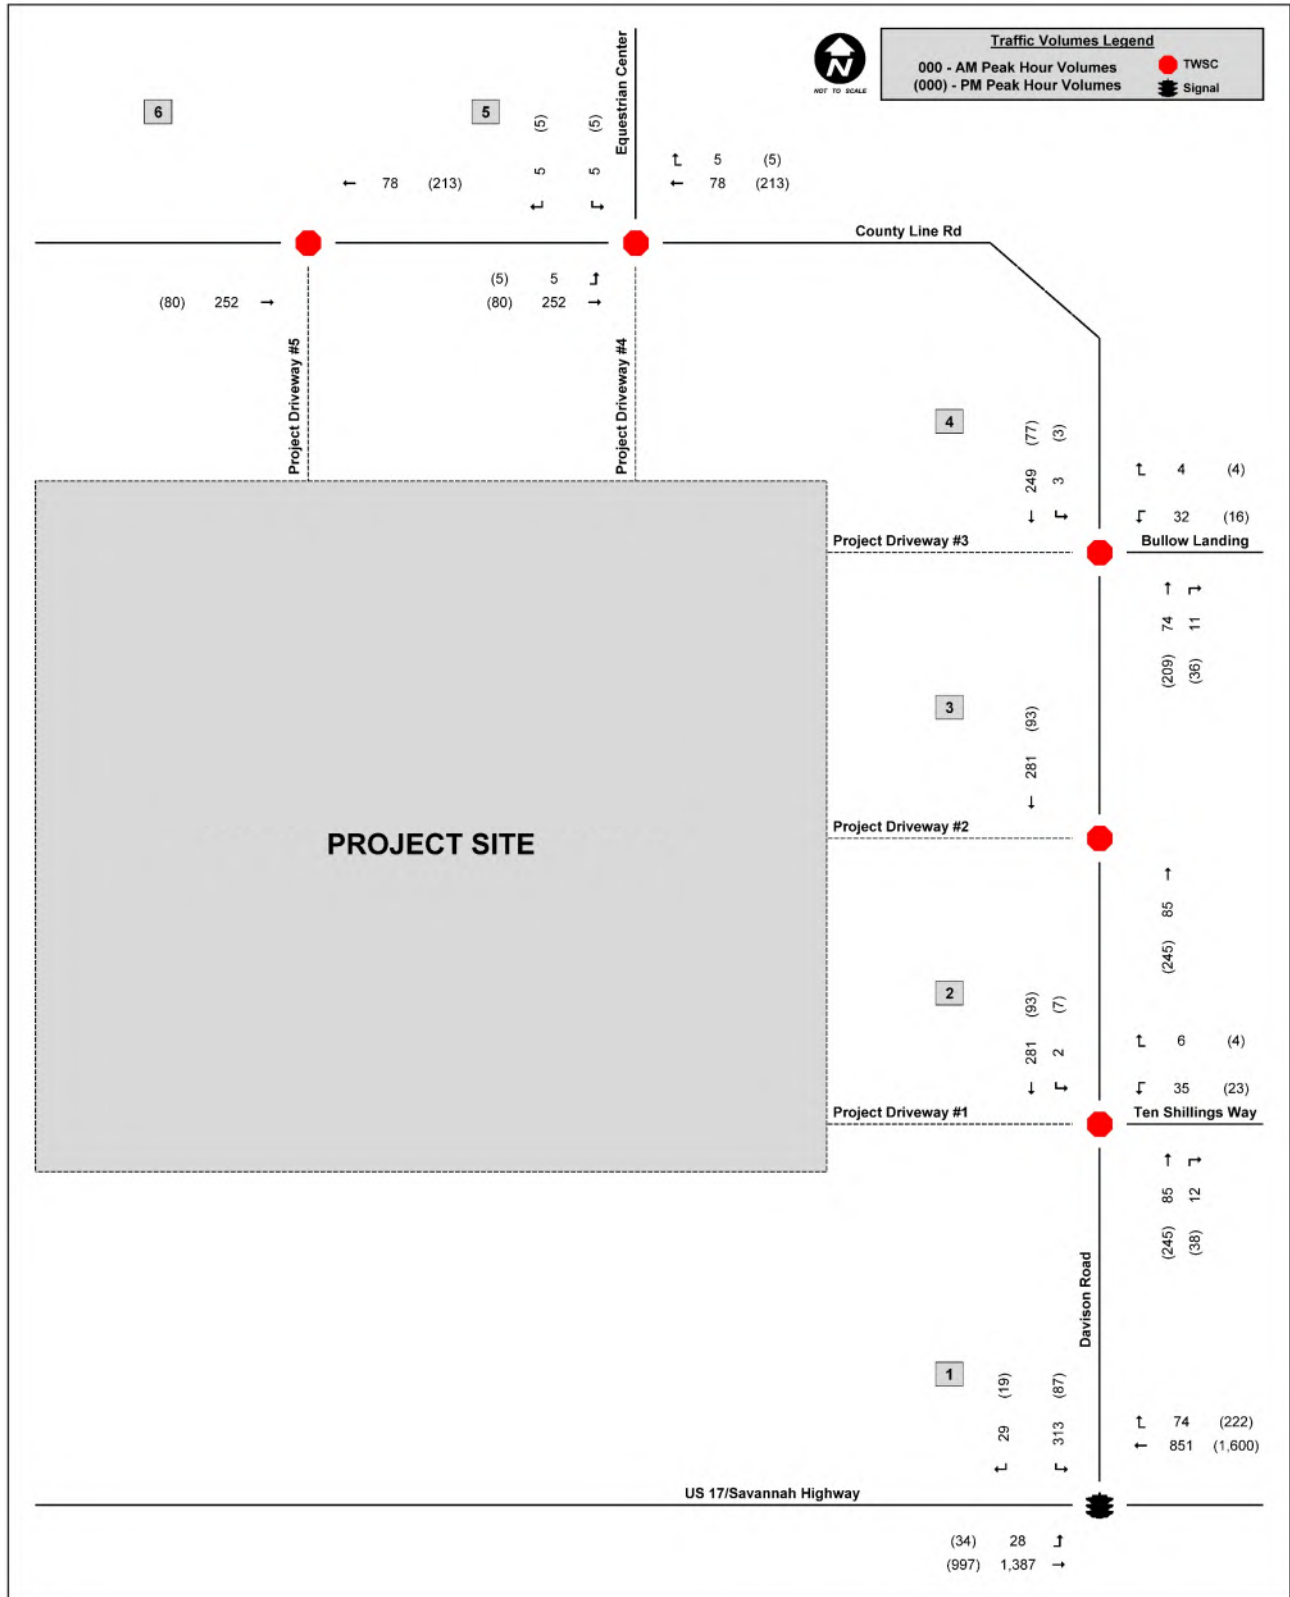 Traffic Volumes Legend
000 - AM Peak Hour Volumes
TWSC
(000) - PM Peak Hour Volumes
Signal
N
NOT TO SCALE
Equestrian Center
6
5
(5) (5)
5 5
5 (5)
78 (213)
78 (213)
County Line Rd
(5) 5
(80) 252
(80) 252
Project Driveway #5
Project Driveway #4
4
(77) (3)
249 3
4 (4)
32 (16)
Project Driveway #3
Bullow Landing
74 11
(209) (36)
3
(93)
281
Project Driveway #2
PROJECT SITE
85
(245)
2
(93) (7)
281 2
6 (4)
35 (23)
Project Driveway #1
Ten Shillings Way
85 12
(245) (38)
Davison Road
1
(19) (87)
29 313
74 (222)
851 (1,600)
US 17/Savannah Highway
(34) 28
(997) 1,387